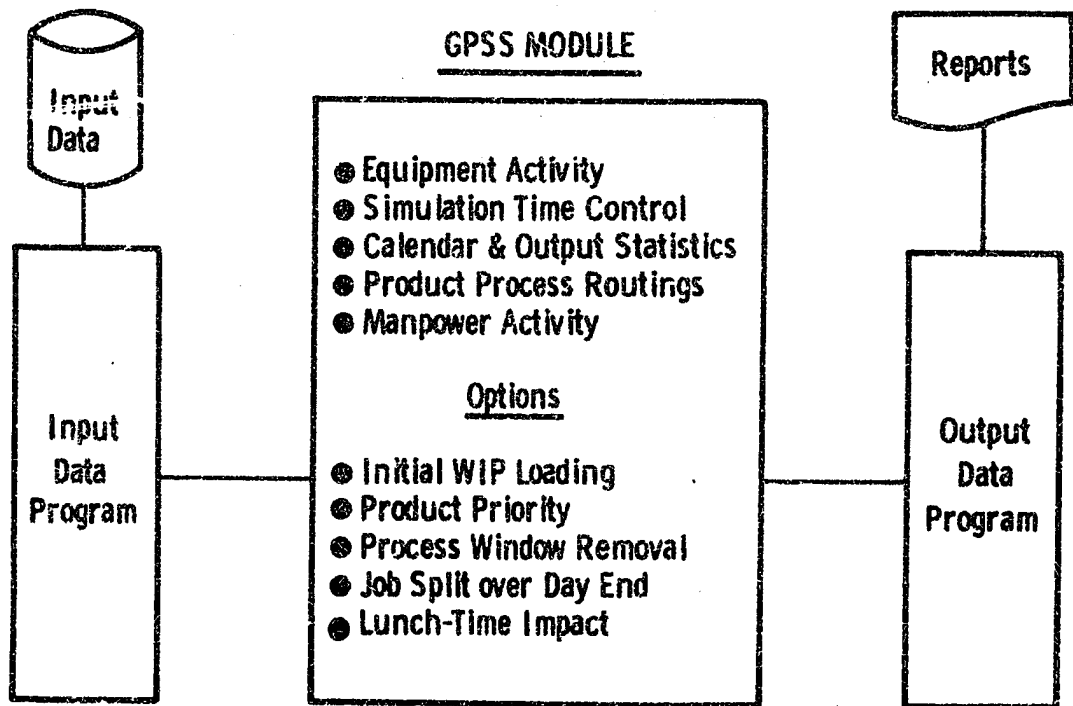 GPSS MODULE
Input
Data
Reports
● Equipment Activity
● Simulation Time Control
● Calendar & Output Statistics
● Product Process Routings
● Manpower Activity
Options
● Initial WIP Loading
● Product Priority
● Process Window Removal
● Job Split over Day End
● Lunch-Time Impact
Input
Data
Program
Output
Data
Program